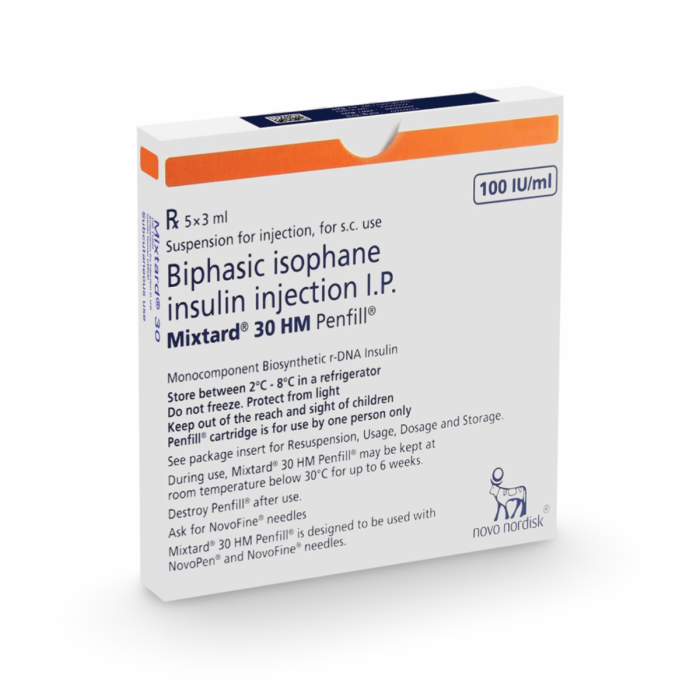 100 IU/ml
Rx 5×3 ml
Suspension for injection, for s.c. use
Biphasic isophane
insulin injection I.P.
Mixtard® 30 HM Penfill®
Monocomponent Biosynthetic r-DNA Insulin
Store between 2°C - 8°C in a refrigerator
Do not freeze. Protect from light
Keep out of the reach and sight of children
Penfill® cartridge is for use by one person only
See package insert for Resuspension, Usage, Dosage and Storage.
During use, Mixtard® 30 HM Penfill® may be kept at
room temperature below 30°C for up to 6 weeks.
Destroy Penfill® after use.
Ask for NovoFine® needles
Mixtard® 30 HM Penfill® is designed to be used with
NovoPen® and NovoFine® needles.
novo nordisk®
Mixtard® 30
Subcutaneous use